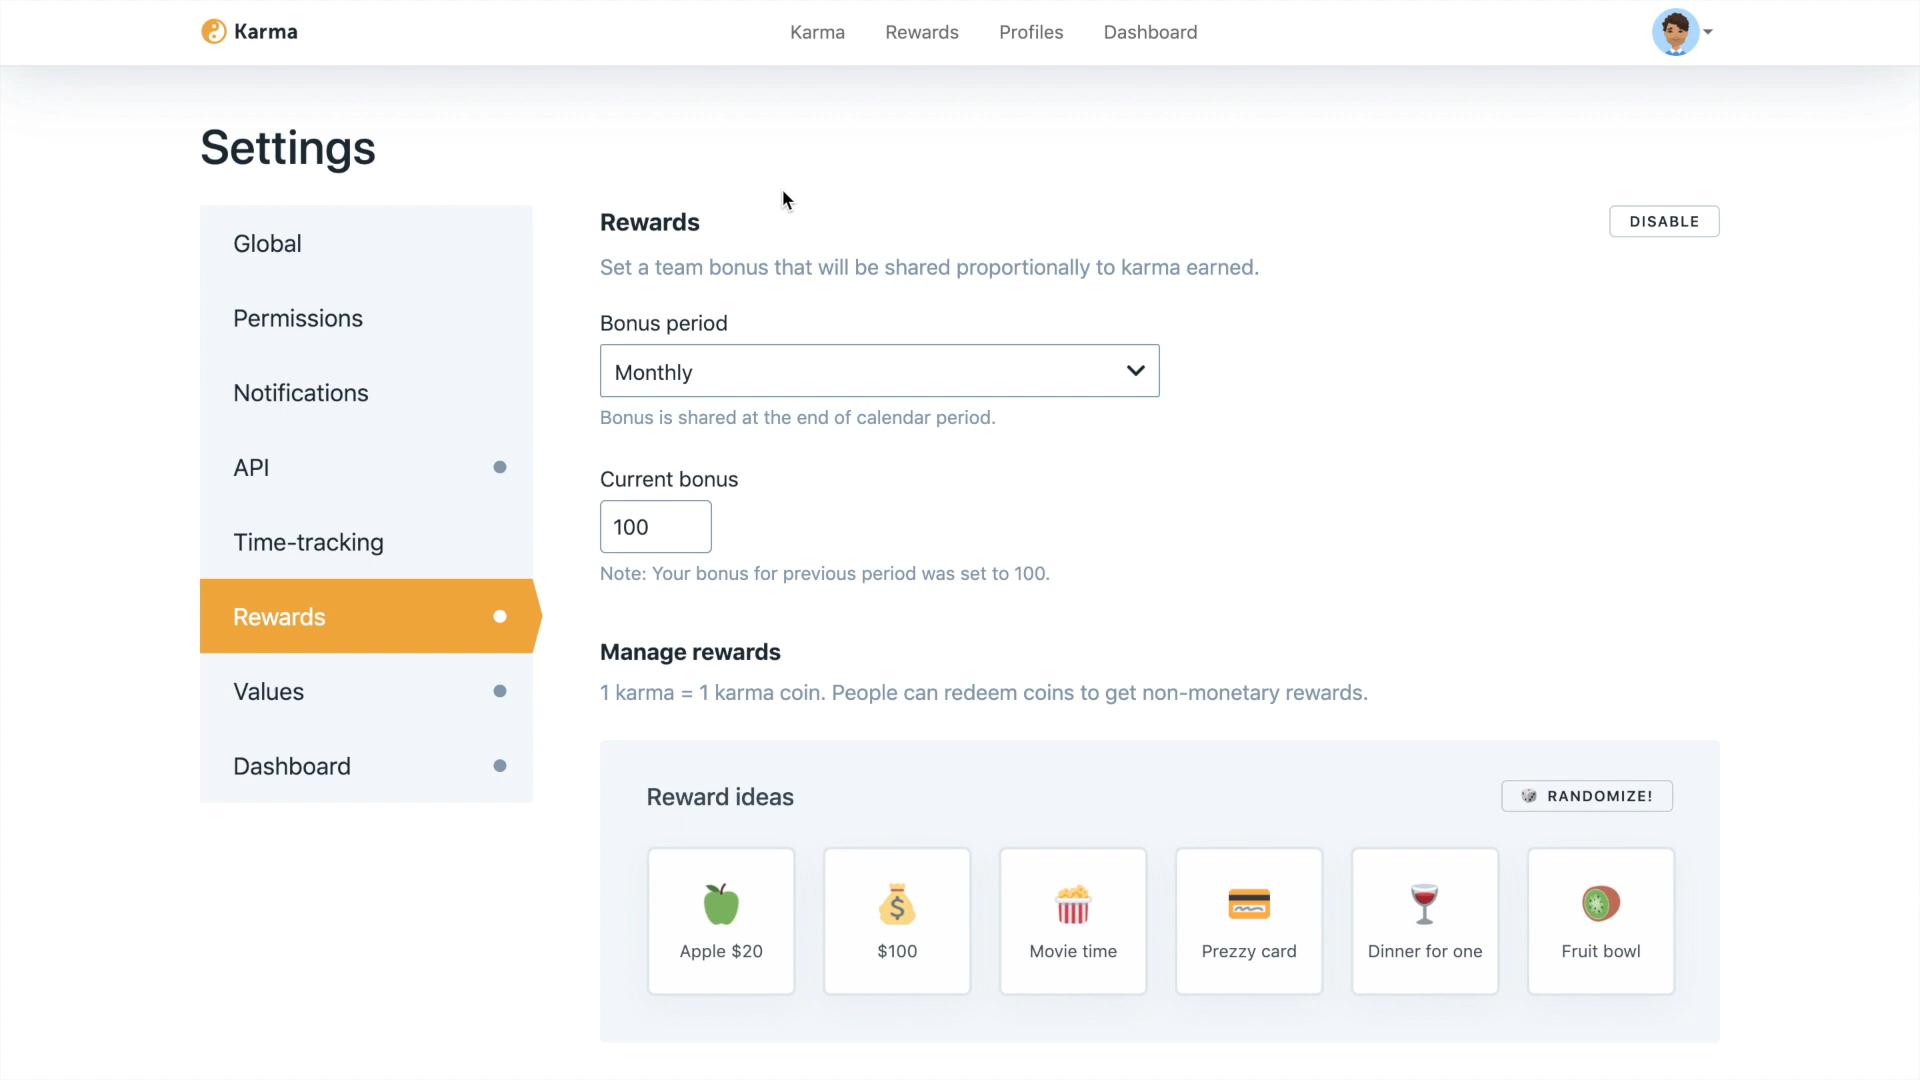 Karma
Karma
Rewards
Profiles
Dashboard
Settings
Global
Permissions
Notifications
API
Time-tracking
Rewards
Values
Dashboard
Rewards
DISABLE
Set a team bonus that will be shared proportionally to karma earned.
Bonus period
Monthly
Bonus is shared at the end of calendar period.
Current bonus
100
Note: Your bonus for previous period was set to 100.
Manage rewards
1 karma = 1 karma coin. People can redeem coins to get non-monetary rewards.
Reward ideas
RANDOMIZE!
Apple $20
$100
Movie time
Prezzy card
Dinner for one
Fruit bowl